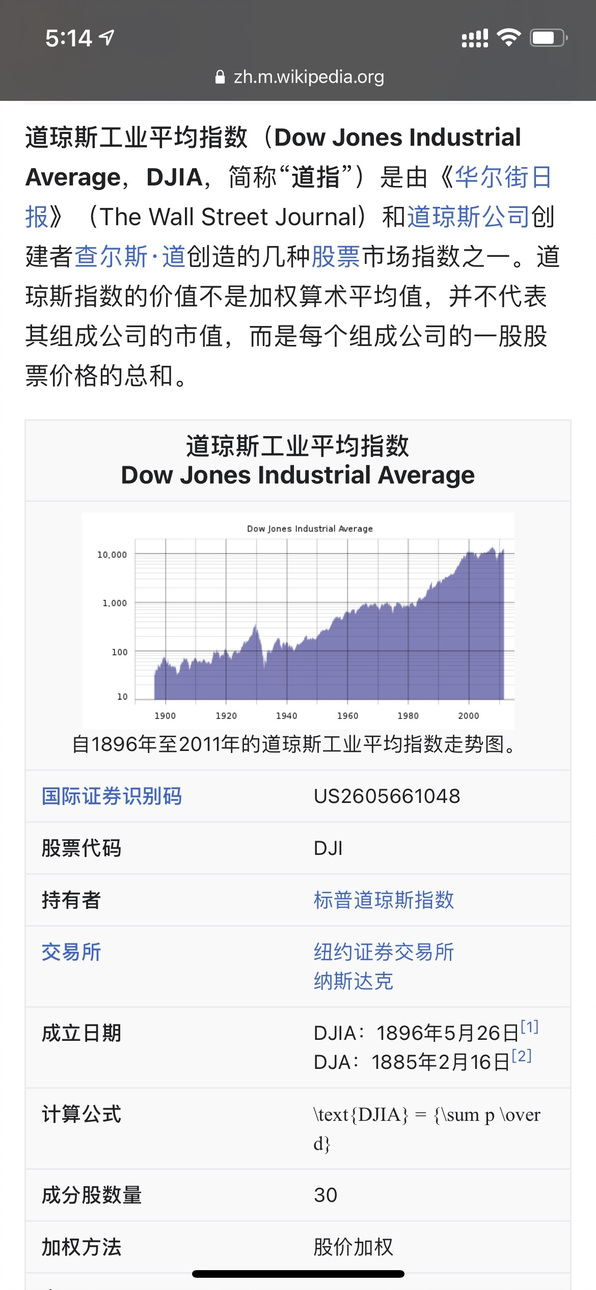 5:14
zh.m.wikipedia.org
道琼斯工业平均指数（Dow Jones Industrial
Average，DJIA，简称“道指”）是由《华尔街日
报》（The Wall Street Journal）和道琼斯公司创
建者查尔斯·道创造的几种股票市场指数之一。道
琼斯指数的价值不是加权算术平均值，并不代表
其组成公司的市值，而是每个组成公司的一股股
票价格的总和。
道琼斯工业平均指数
Dow Jones Industrial Average
Dow Jones Industrial Average
10,000
1,000
100
10
1900 1920 1940 1960 1980 2000
自1896年至2011年的道琼斯工业平均指数走势图。
国际证券识别码 US2605661048
股票代码 DJI
持有者 标普道琼斯指数
交易所 纽约证券交易所
纳斯达克
成立日期 DJIA：1896年5月26日[1]
DJA：1885年2月16日[2]
计算公式 \text{DJIA} = {\sum p \over
d}
成分股数量 30
加权方法 股价加权